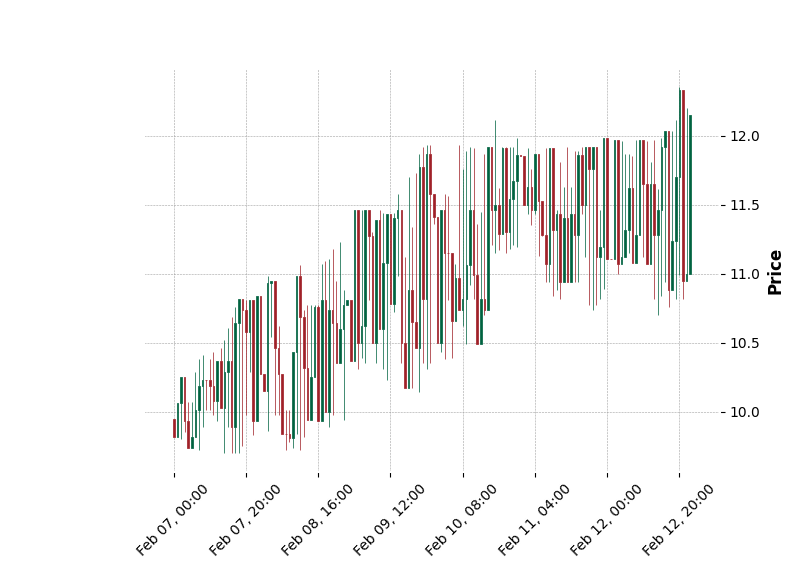 12.0
11.5
11.0
10.5
10.0
Price
Feb 07, 00:00
Feb 07, 20:00
Feb 08, 16:00
Feb 09, 12:00
Feb 10, 08:00
Feb 11, 04:00
Feb 12, 00:00
Feb 12, 20:00